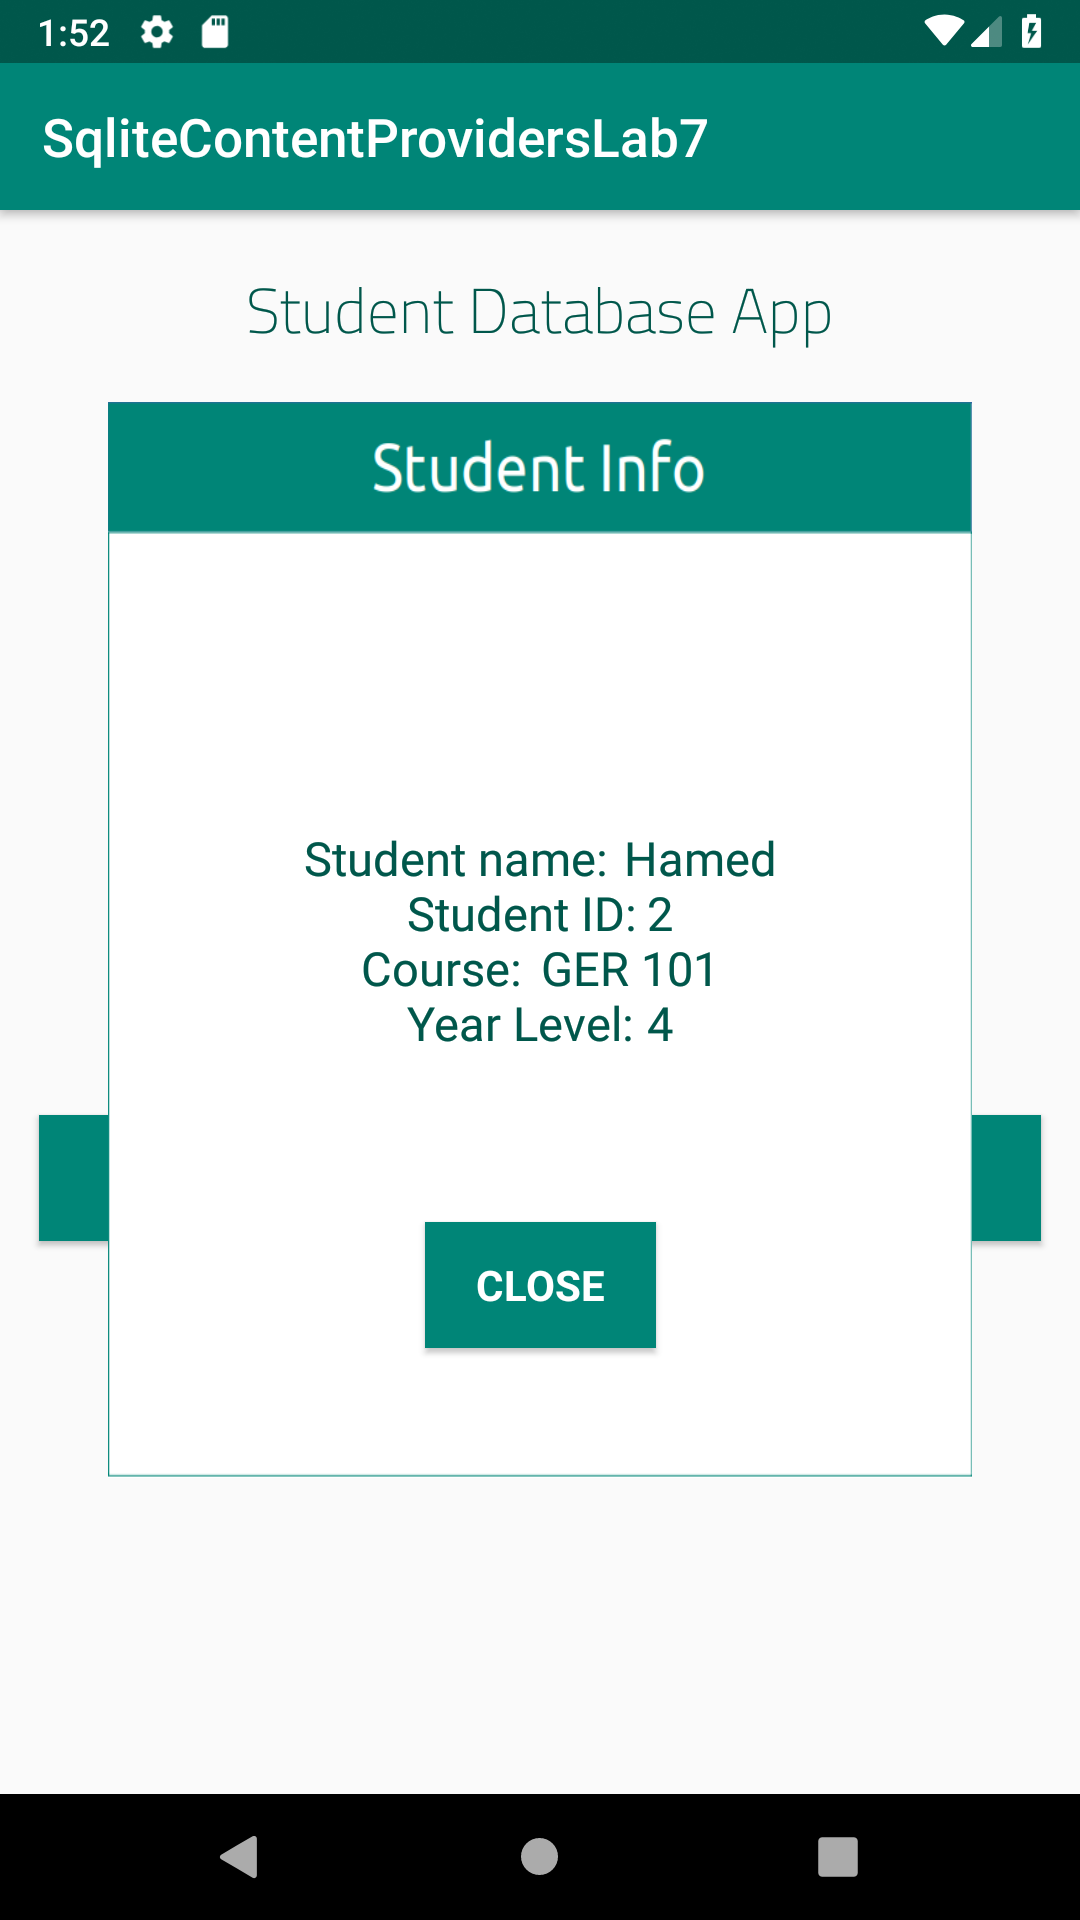 1:52
SqliteContentProvidersLab7
Student Database App
Student Info
Student name: Hamed
Student ID: 2
Course: GER 101
Year Level: 4
CLOSE